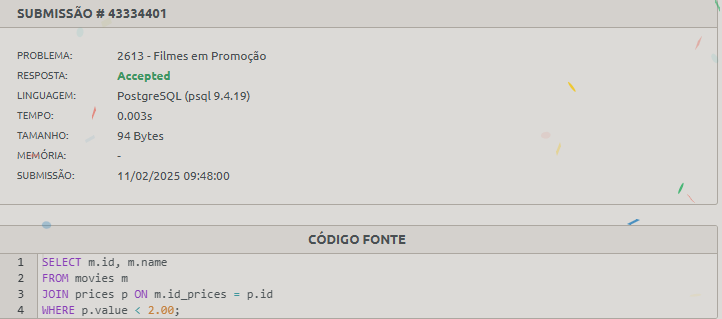 SUBMISSÃO # 43334401
PROBLEMA: 2613 - Filmes em Promoção
RESPOSTA: Accepted
LINGUAGEM: PostgreSQL (psql 9.4.19)
TEMPO: 0.003s
TAMANHO: 94 Bytes
MEMÓRIA: -
SUBMISSÃO: 11/02/2025 09:48:00
CÓDIGO FONTE
1 SELECT m.id, m.name
2 FROM movies m
3 JOIN prices p ON m.id_prices = p.id
4 WHERE p.value < 2.00;